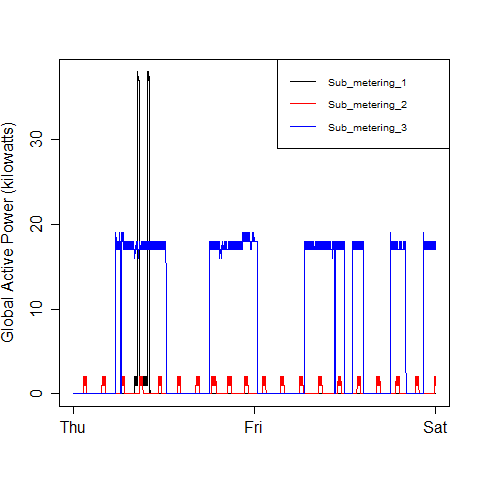 Sub_metering_1
Sub_metering_2
Sub_metering_3
Global Active Power (kilowatts)
30
20
10
0
Thu Fri Sat